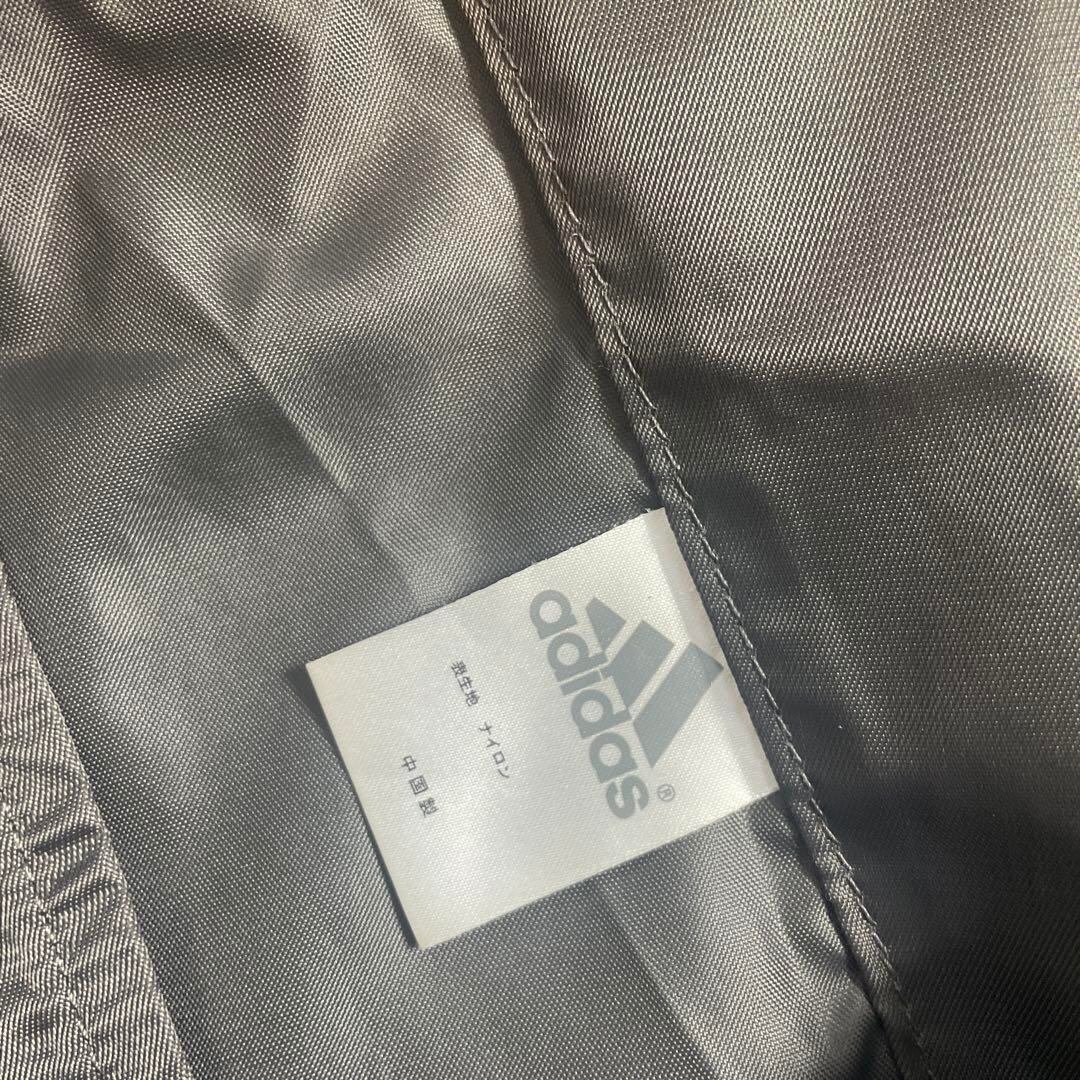 adidas®
表生地 ナイロン
中国製